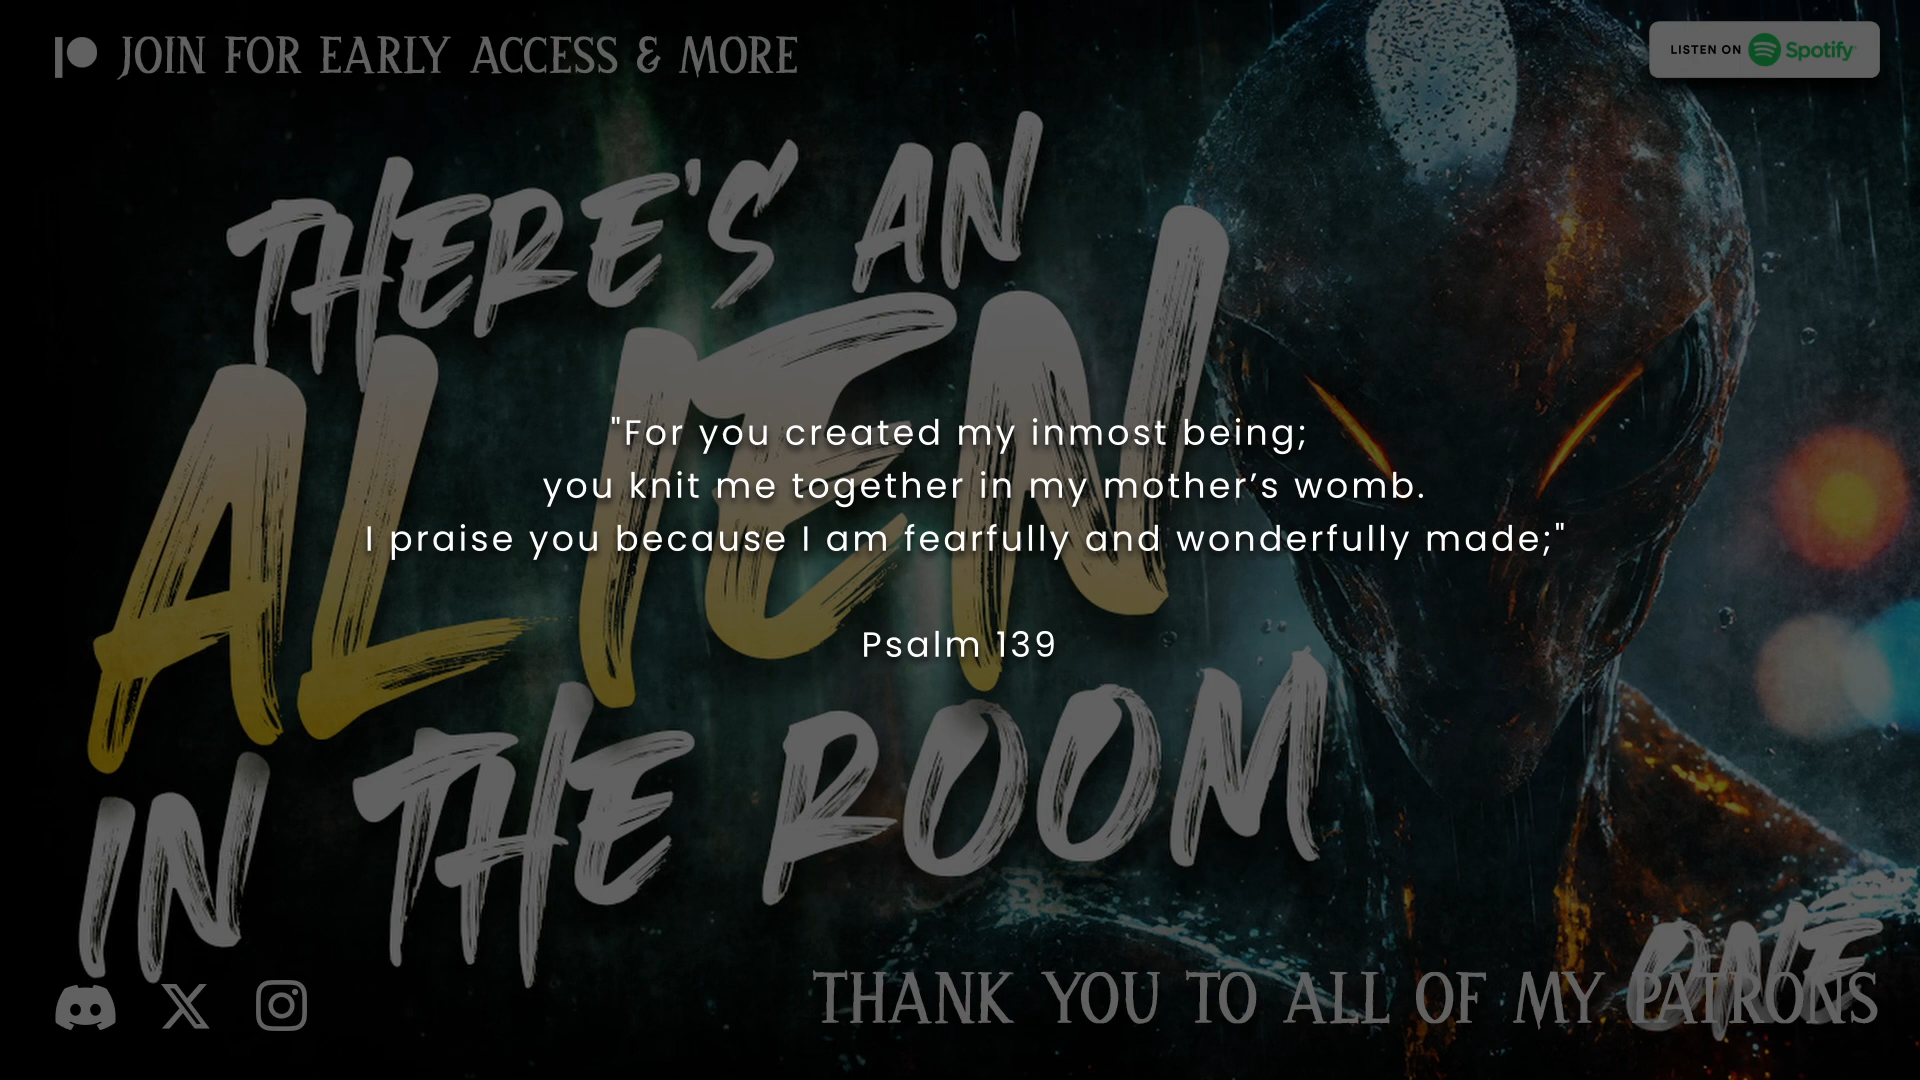 JOIN FOR EARLY ACCESS & MORE
LISTEN ON Spotify
THERE'S AN
ALIEN
IN THE ROOM
"For you created my inmost being;
you knit me together in my mother’s womb.
I praise you because I am fearfully and wonderfully made;"
Psalm 139
ONE
THANK YOU TO ALL OF MY PATRONS